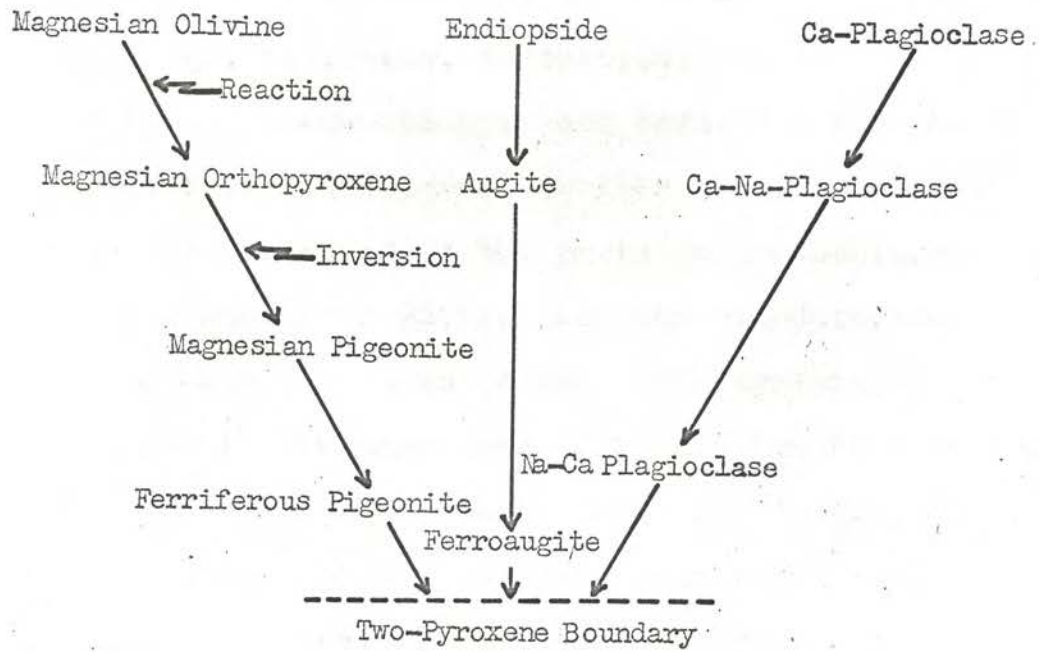 Magnesian Olivine Endiopside Ca-Plagioclase
Reaction
Magnesian Orthopyroxene Augite Ca-Na-Plagioclase
Inversion
Magnesian Pigeonite
Na-Ca Plagioclase
Ferriferous Pigeonite
Ferroaugite
Two-Pyroxene Boundary